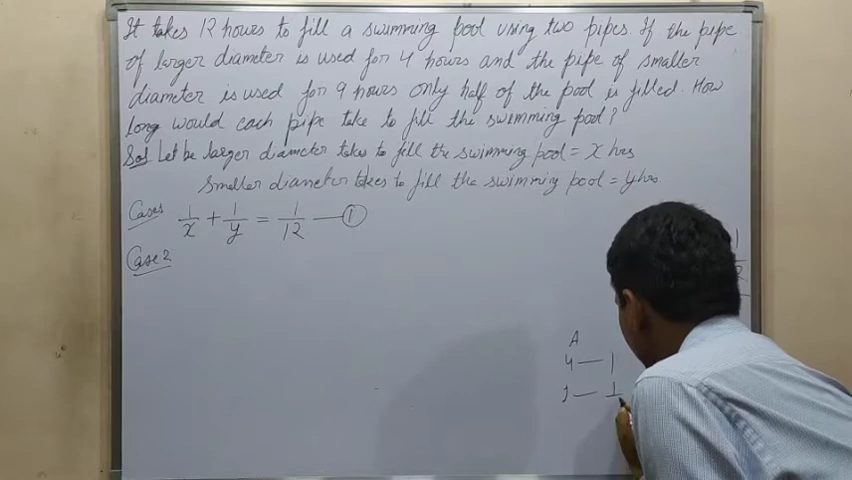 It takes 12 hours to fill a swimming pool using two pipes If the pipe
of larger diameter is used for 4 hours and the pipe of smaller
diameter is used for 9 hours only half of the pool is filled. How
long would each pipe take to fill the swimming pool?
Sol Let be larger diameter takes to fill the swimming pool = x hrs
Smaller diameter takes to fill the swimming pool = y hrs
Case 1/x + 1/y = 1/12 — ①
Case 2
A
4 — 1
1 — 1